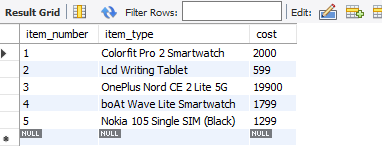 Result Grid Filter Rows: Edit:
item_number item_type cost
1 Colorfit Pro 2 Smartwatch 2000
2 Lcd Writing Tablet 599
3 OnePlus Nord CE 2 Lite 5G 19900
4 boAt Wave Lite Smartwatch 1799
5 Nokia 105 Single SIM (Black) 1299
NULL NULL NULL